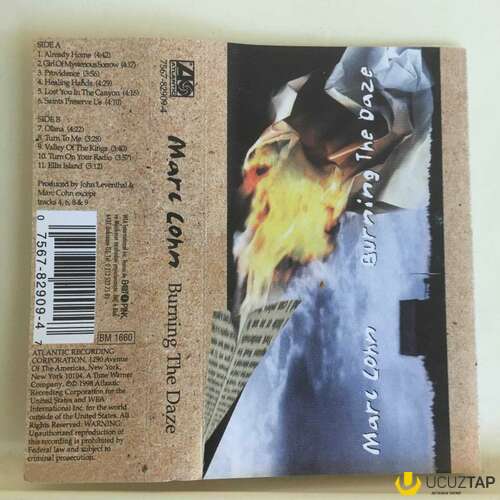 SIDE A
1. Already Home (4:42)
2. Girl Of Mysterious Sorrow (4:17)
3. Providence (3:56)
4. Healing Hands (4:29)
5. Lost You In The Canyon (4:16)
6. Saints Preserve Us (4:10)
SIDE B
7. Olana (4:22)
8. Turn To Me (3:28)
9. Valley Of The Kings (3:40)
10. Turn On Your Radio (3:57)
11. Ellis Island (3:12)
Produced by John Leventhal &
Marc Cohn except
tracks 4, 6, 8 & 9
0 7567-82909-4 7
BM 1660
ATLANTIC RECORDING
CORPORATION, 1290 Avenue
Of The Americas, New York,
New York 10104. A Time Warner
Company. ©℗ 1998 Atlantic
Recording Corporation for the
United States and WEA
International Inc. for the world
outside of the United States. All
Rights Reserved. WARNING:
Unauthorized reproduction of
this recording is prohibited by
Federal law and subject to
criminal prosecution.
ATLANTIC
7567-82909-4
Marc Cohn Burning The Daze
Marc Cohn Burning The Daze
UCUZTAP